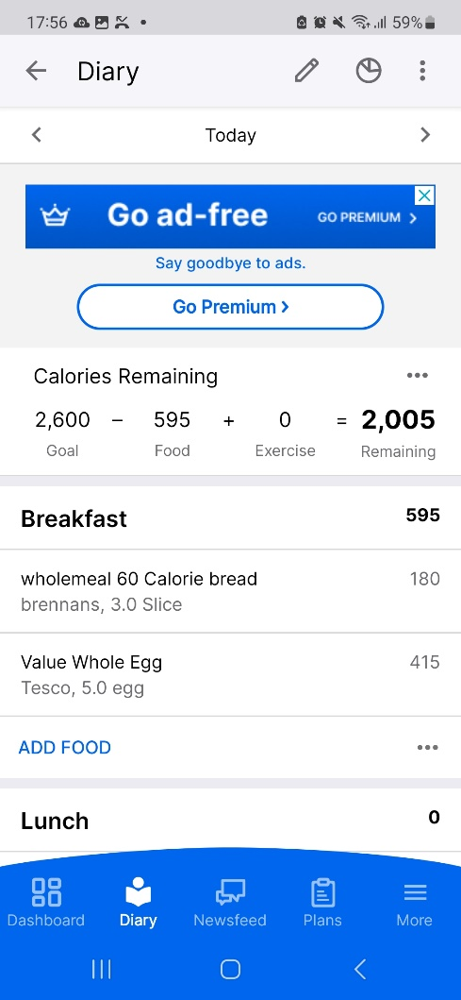 17:56 59%
Diary
Today
Go ad-free GO PREMIUM
Say goodbye to ads.
Go Premium
Calories Remaining
2,600 – 595 + 0 = 2,005
Goal Food Exercise Remaining
Breakfast 595
wholemeal 60 Calorie bread 180
brennans, 3.0 Slice
Value Whole Egg 415
Tesco, 5.0 egg
ADD FOOD
Lunch 0
Dashboard Diary Newsfeed Plans More